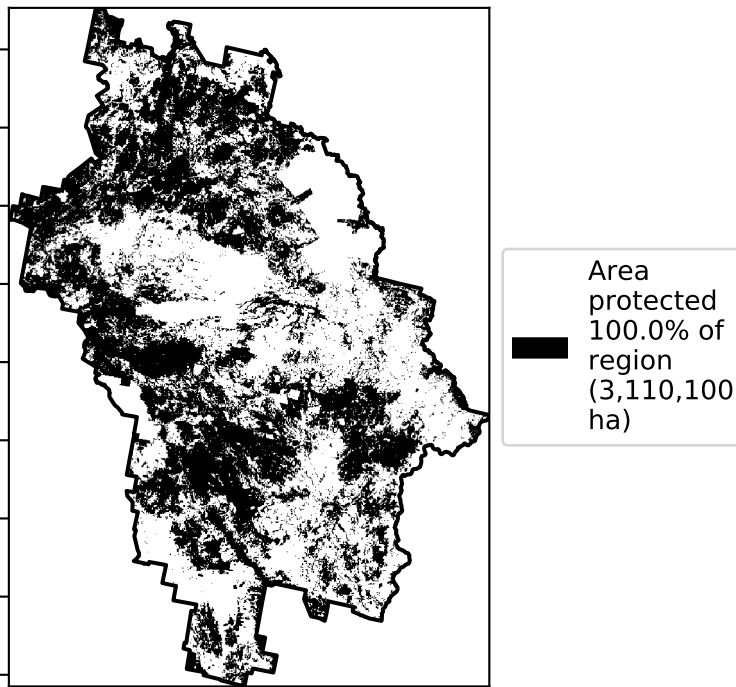 Area
protected
100.0% of
region
(3,110,100
ha)